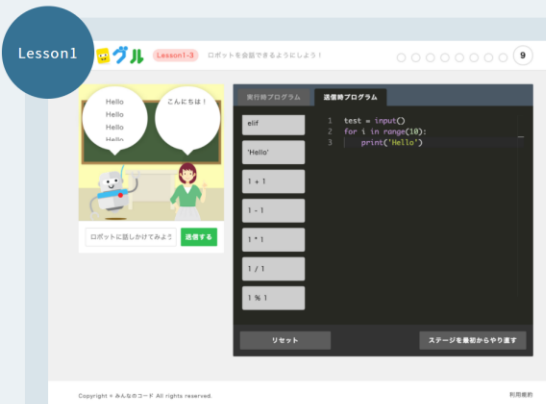 Lesson1
グル
Lesson1-3
ロボットを会話できるようにしよう!
9
Hello
Hello
Hello
Hello
こんにちは!
ロボットに話しかけてみよう
送信する
実行時プログラム
送信時プログラム
elif
'Hello'
1 + 1
1 - 1
1 * 1
1 / 1
1 % 1
1 test = input()
2 for i in range(10):
3 print('Hello')
リセット
ステージを最初からやり直す
Copyright © みんなのコード All rights reserved.
利用規約